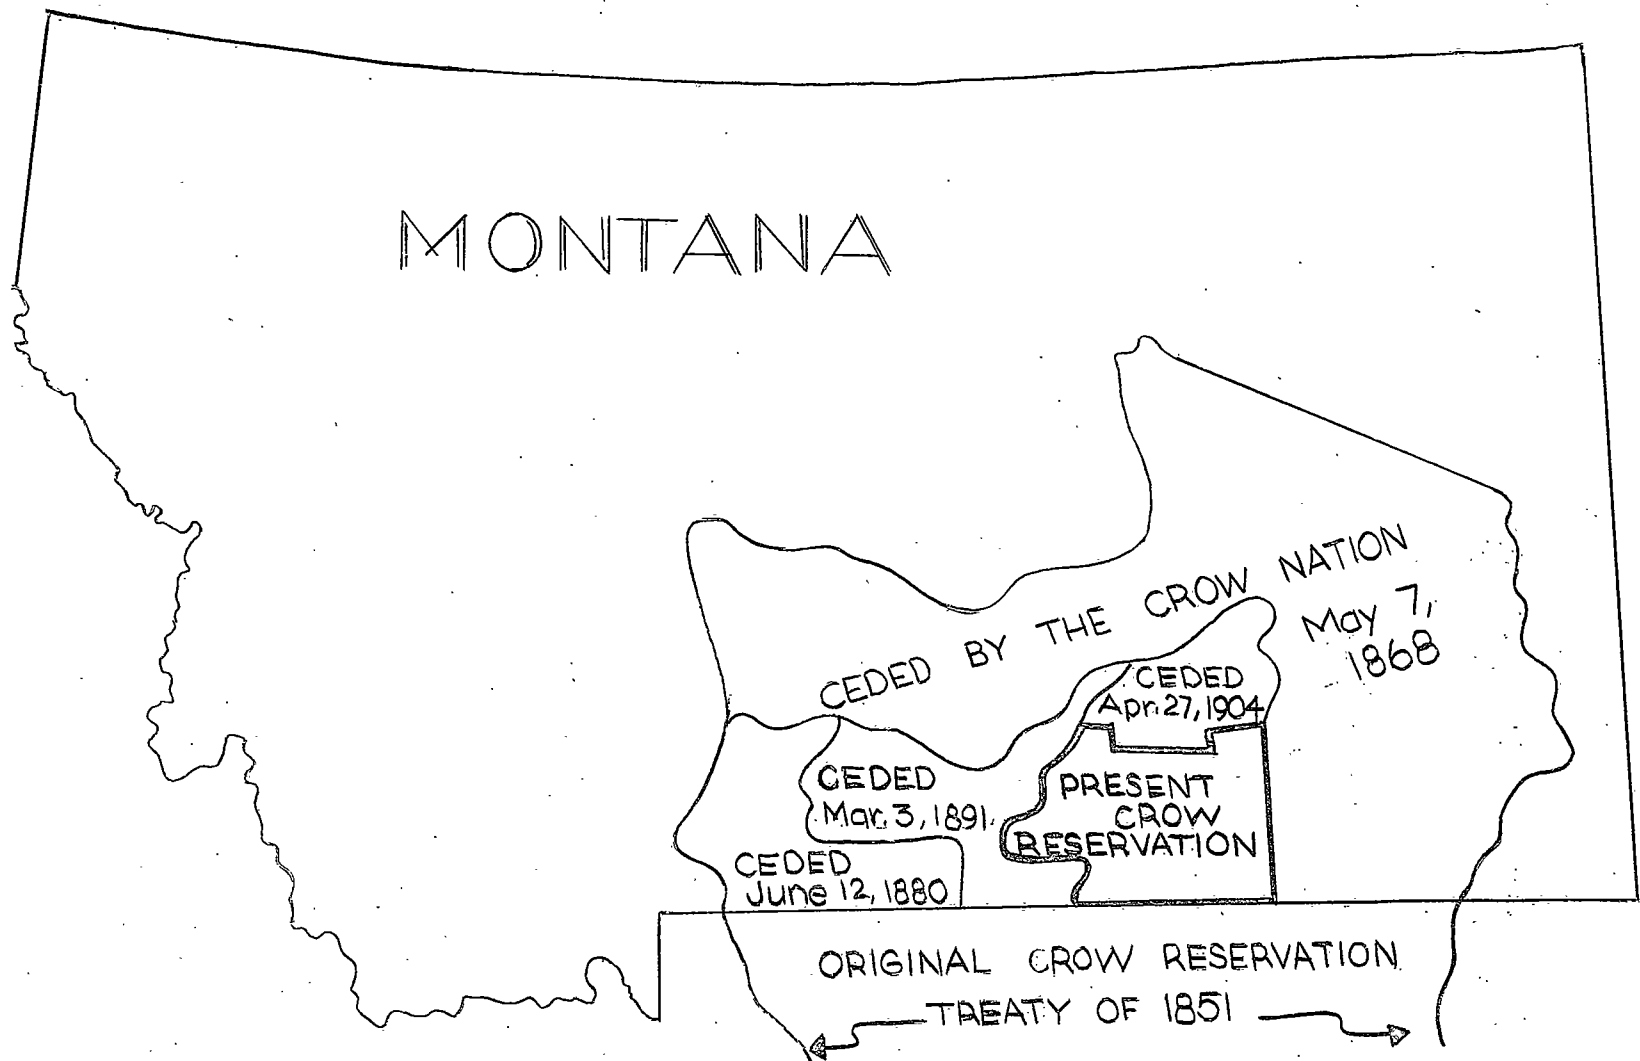 MONTANA
CEDED BY THE CROW NATION
May 7,
1868
CEDED
Apr. 27, 1904
CEDED
Mar. 3, 1891.
PRESENT
CROW
RESERVATION
CEDED
June 12, 1880
ORIGINAL CROW RESERVATION
TREATY OF 1851